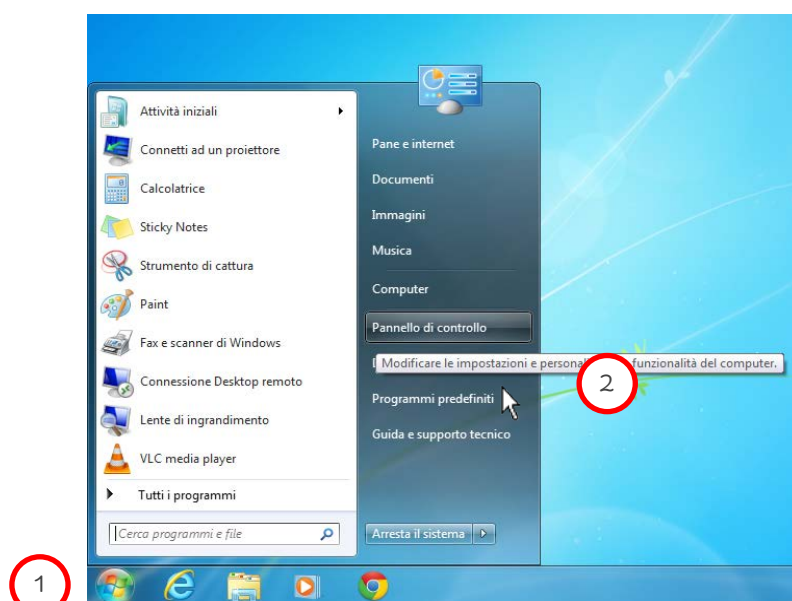 Attività iniziali
Connetti ad un proiettore
Calcolatrice
Sticky Notes
Strumento di cattura
Paint
Fax e scanner di Windows
Connessione Desktop remoto
Lente di ingrandimento
VLC media player
Tutti i programmi
Cerca programmi e file
Pane e internet
Documenti
Immagini
Musica
Computer
Pannello di controllo
Modificare le impostazioni e funzionalità del computer.
2
Programmi predefiniti
Guida e supporto tecnico
Arresta il sistema
1